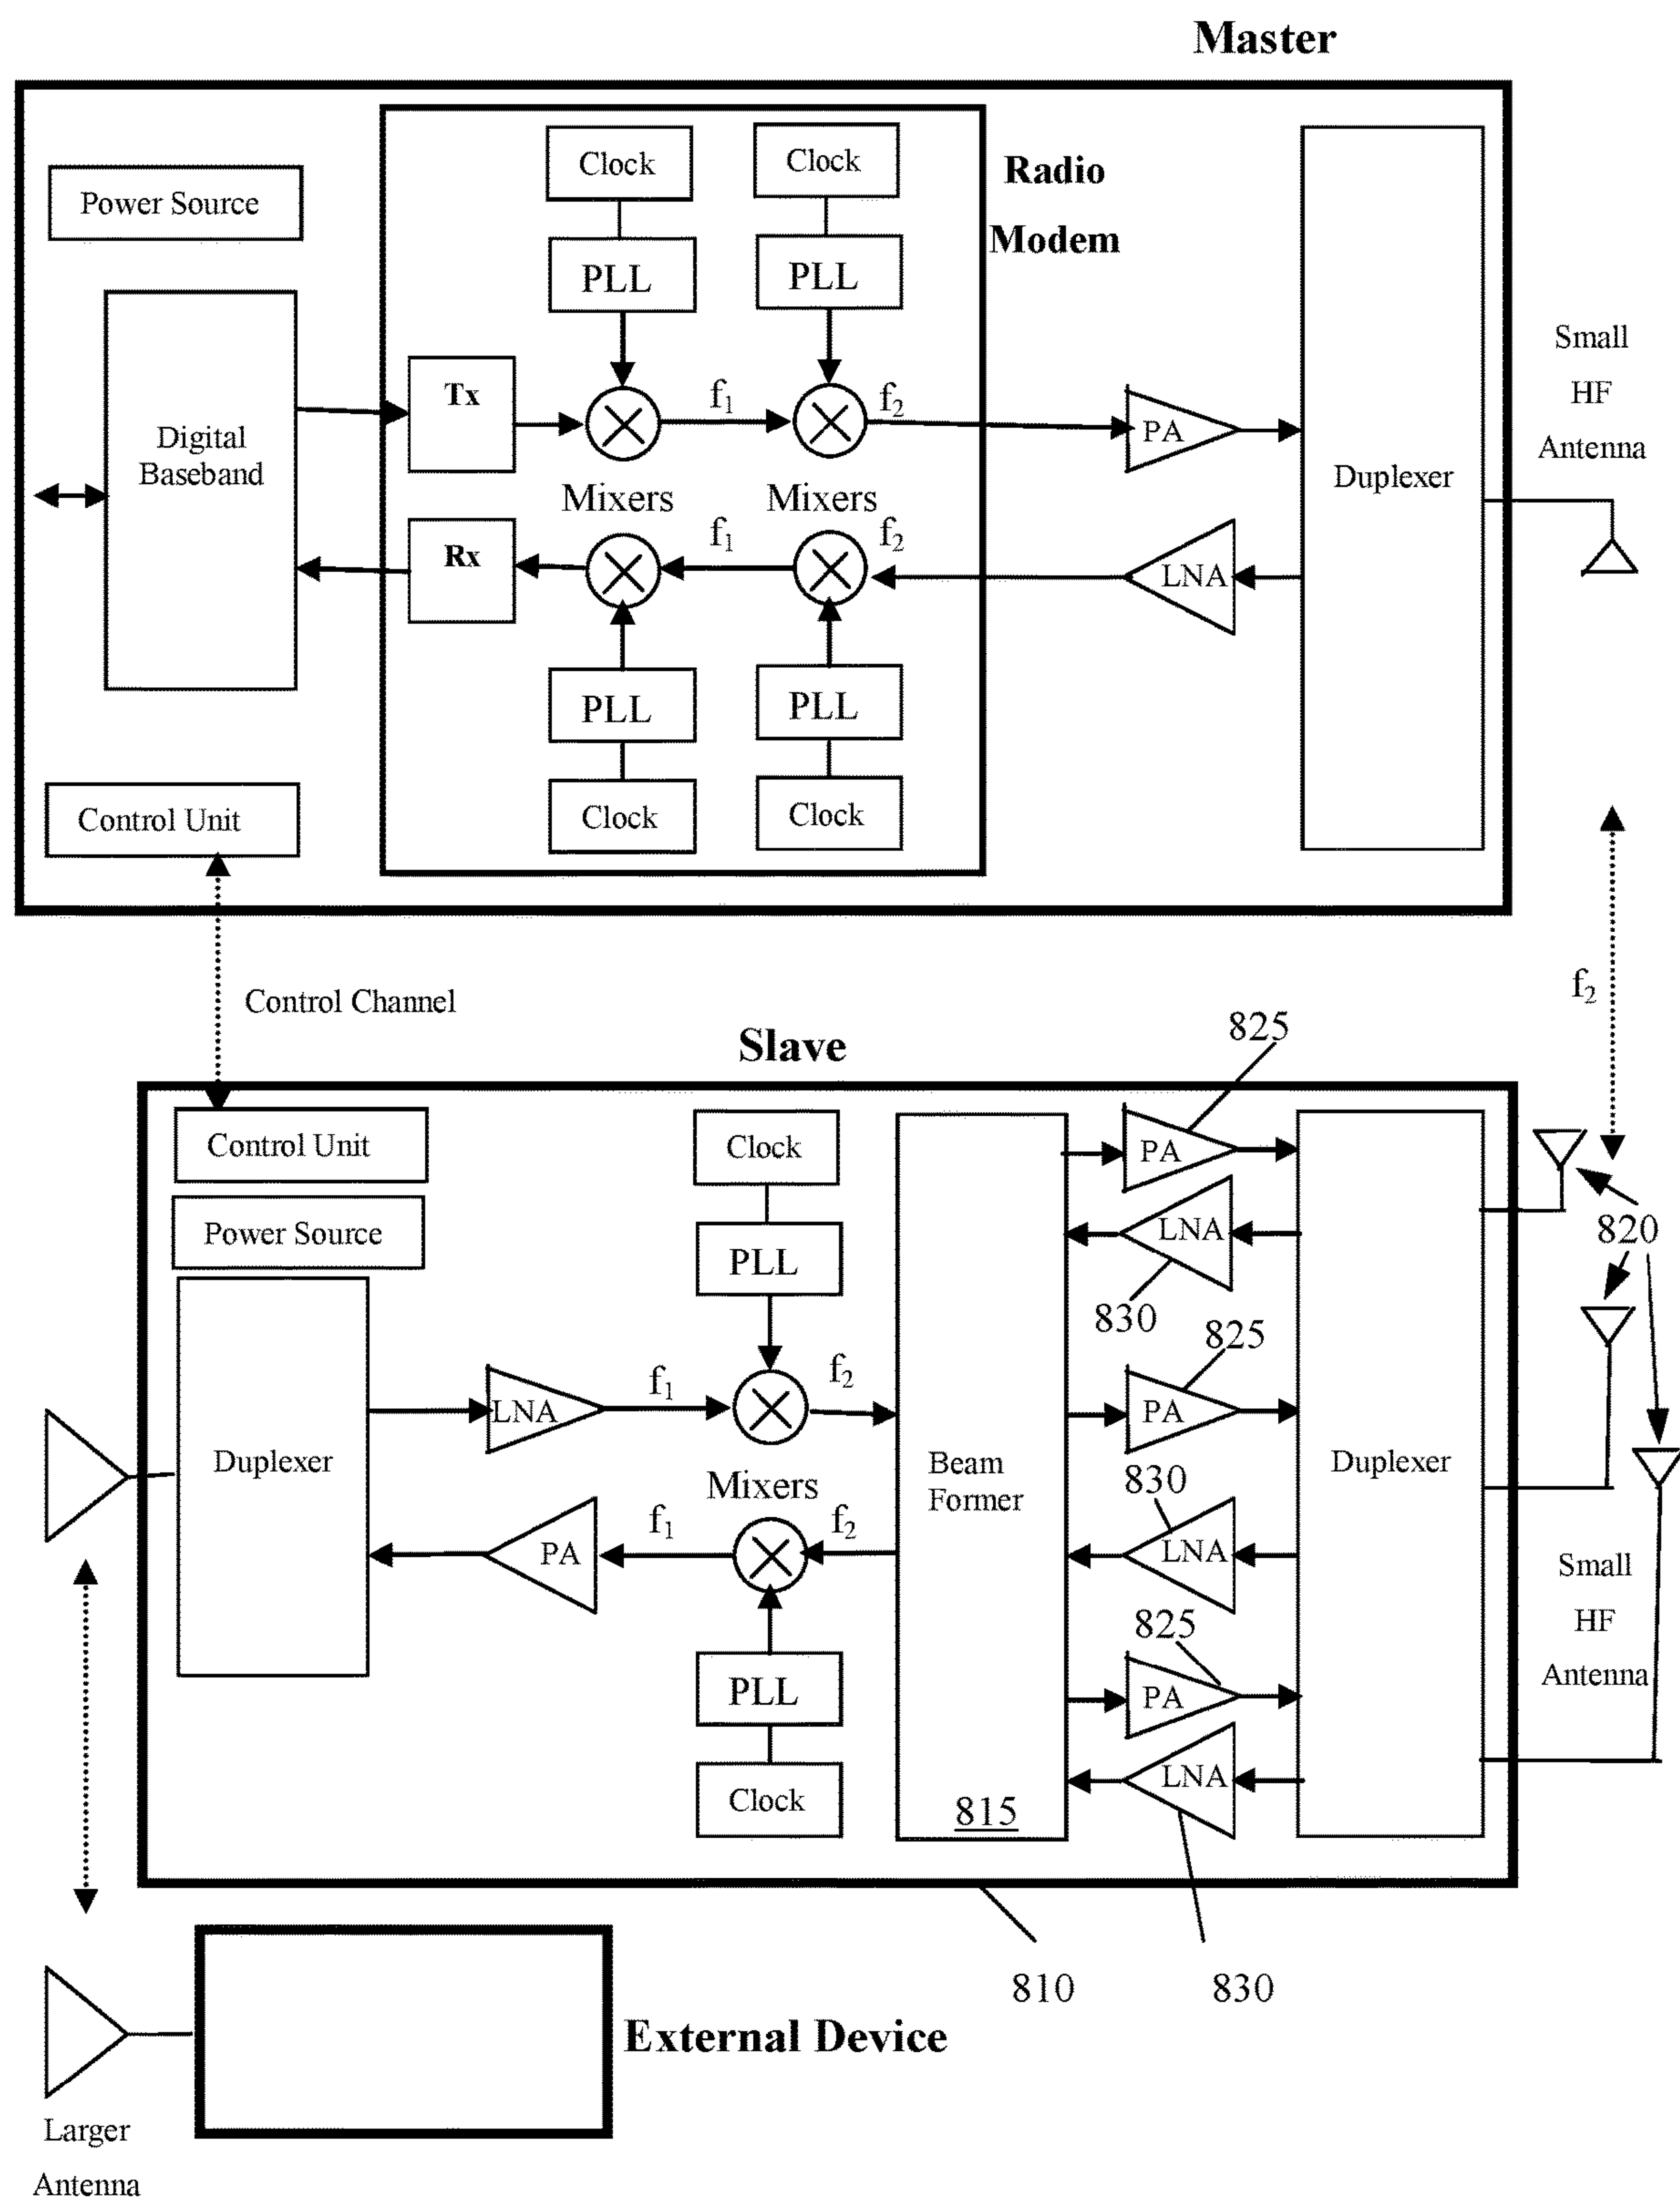 Master
Clock
Clock
Radio
Modem
Power Source
PLL
PLL
Small
HF
Antenna
Tx
f1
f2
PA
Digital
Baseband
Duplexer
Mixers
Mixers
Rx
f1
f2
LNA
PLL
PLL
Control Unit
Clock
Clock
f2
Control Channel
Slave
825
Control Unit
Clock
PA
Power Source
PLL
LNA
820
830
825
LNA
f1
f2
PA
Duplexer
Beam
Former
Duplexer
Mixers
830
f1
f2
PA
LNA
Small
HF
Antenna
825
PLL
PA
Clock
LNA
815
810
830
External Device
Larger
Antenna